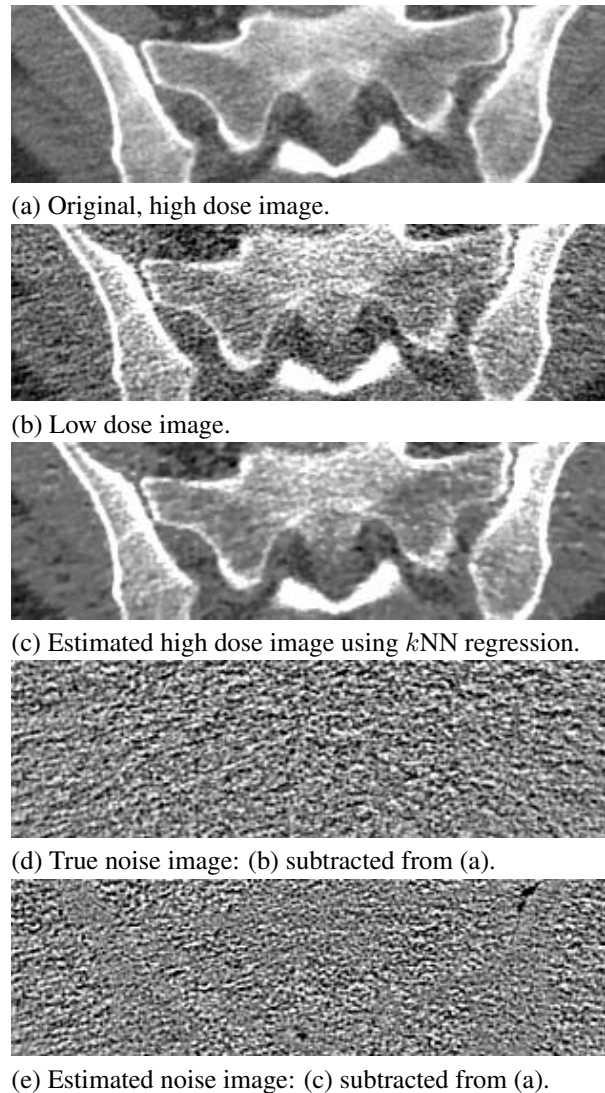 (a) Original, high dose image.
(b) Low dose image.
(c) Estimated high dose image using kNN regression.
(d) True noise image: (b) subtracted from (a).
(e) Estimated noise image: (c) subtracted from (a).